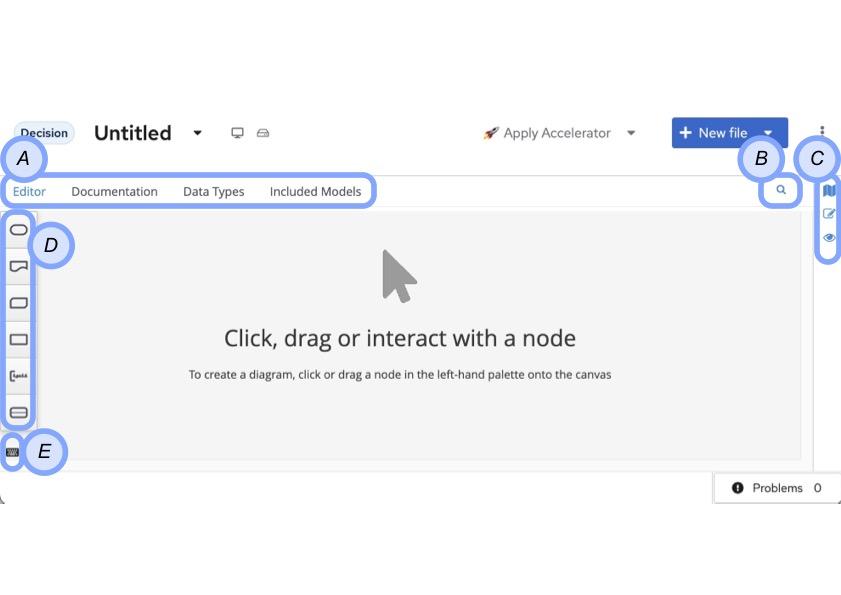 Decision Untitled Apply Accelerator New file
A B C
Editor Documentation Data Types Included Models
D
Click, drag or interact with a node
To create a diagram, click or drag a node in the left-hand palette onto the canvas
E
Problems 0